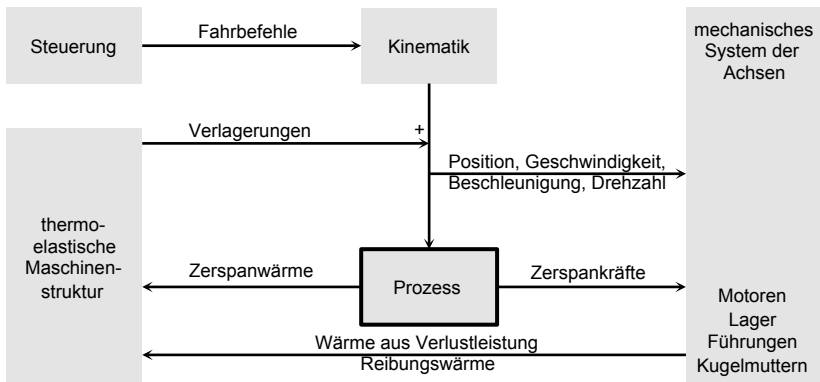 Steuerung
Fahrbefehle
Kinematik
mechanisches
System der
Achsen
Verlagerungen
+
Position, Geschwindigkeit,
Beschleunigung, Drehzahl
thermo-
elastische
Maschinen-
struktur
Zerspanwärme
Prozess
Zerspankräfte
Motoren
Lager
Führungen
Kugelmuttern
Wärme aus Verlustleistung
Reibungswärme